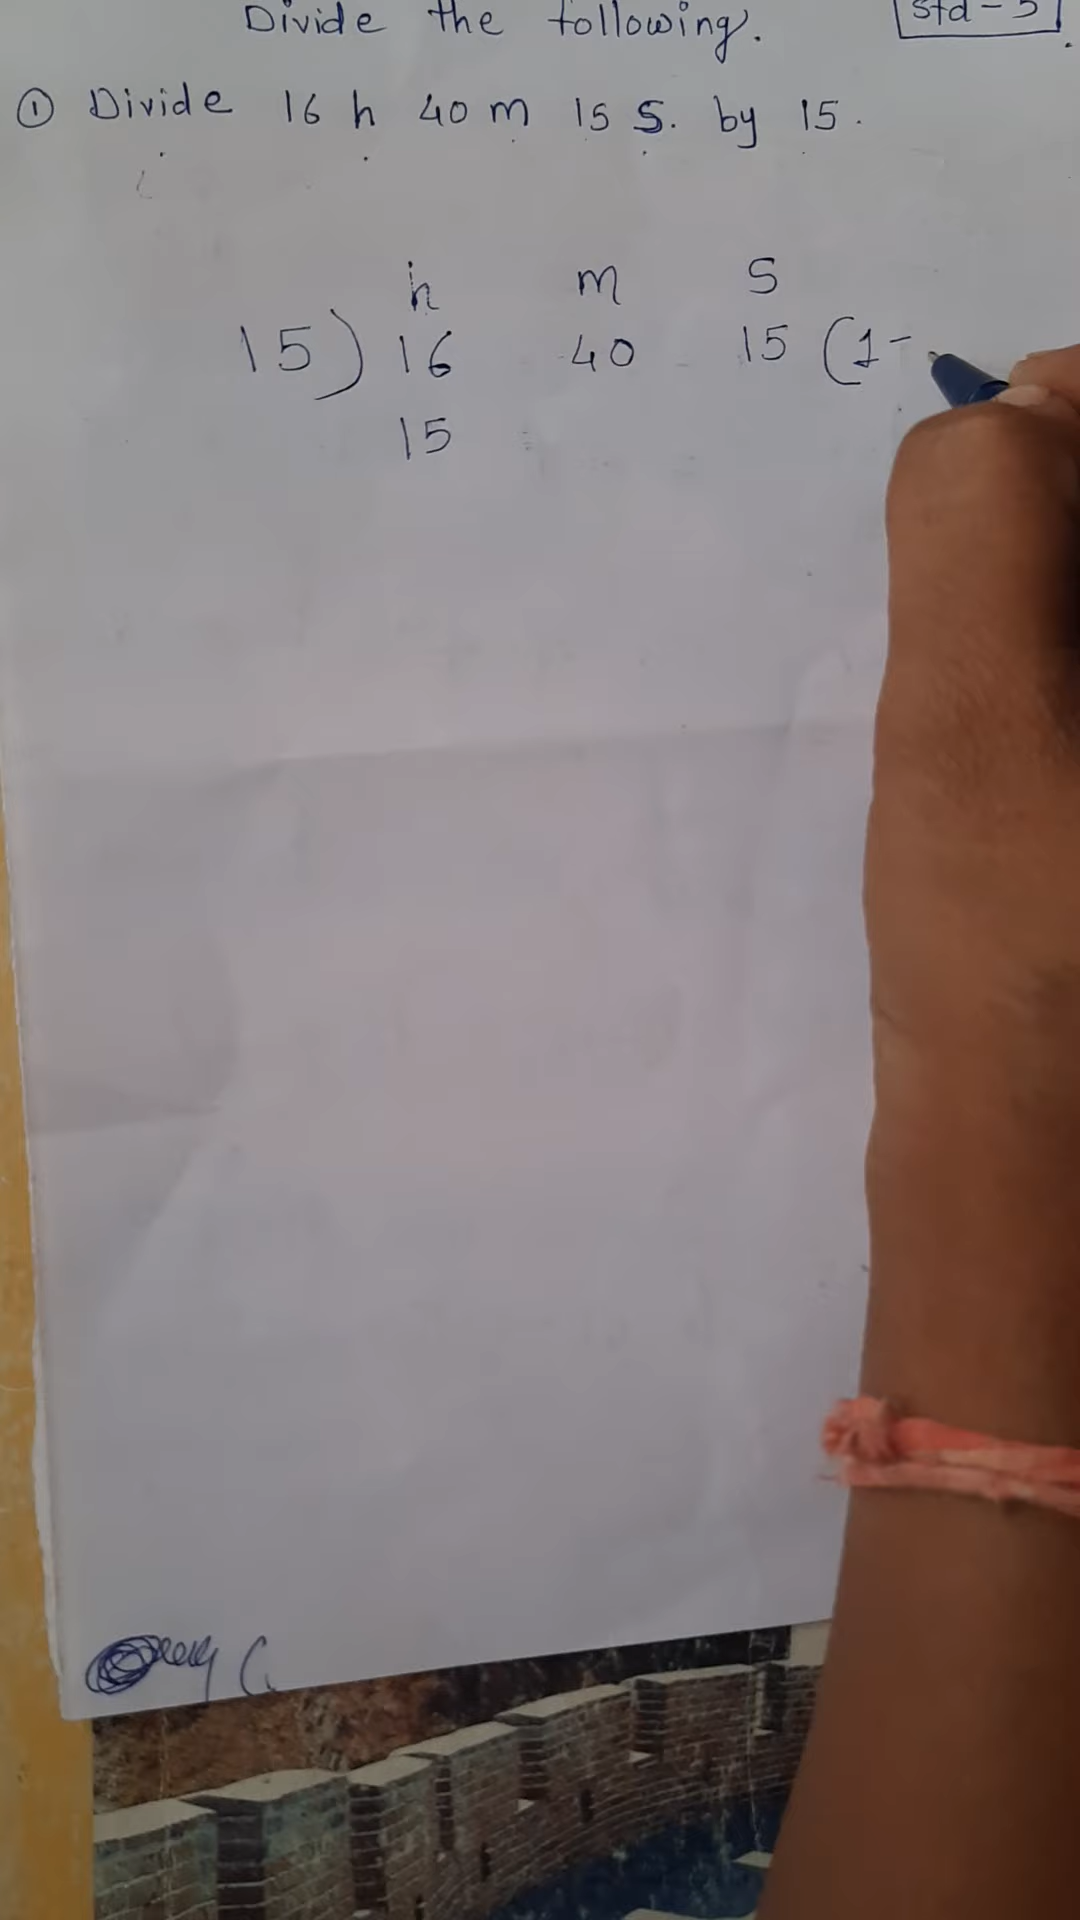 Divide the following.
Std - 5
① Divide 16 h 40 m 15 S. by 15.
h m S
15 ) 16 40 15 ( 1 -
15